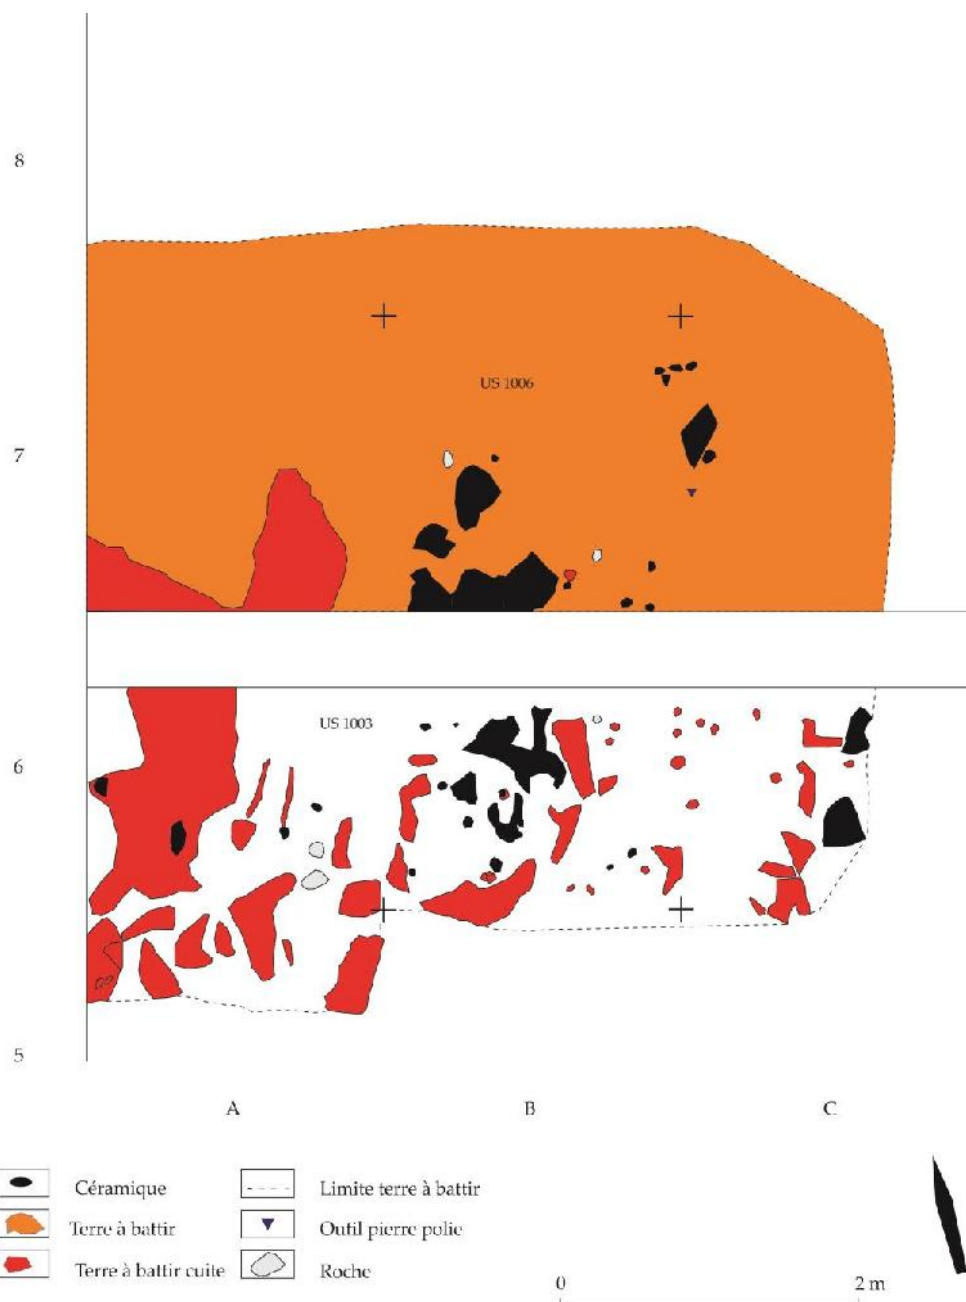 8
US 1006
7
US 1003
6
5
A B C
Céramique
Terre à battir
Terre à battir cuite
Limite terre à battir
Outil pierre polie
Roche
0 2 m